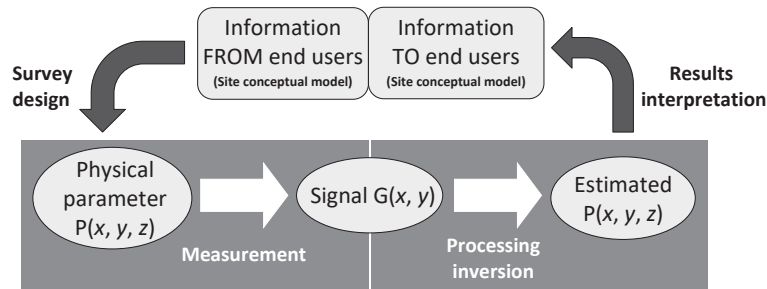 Information
FROM end users
(Site conceptual model)
Information
TO end users
(Site conceptual model)
Survey
design
Results
interpretation
Physical
parameter
P(x, y, z)
Signal G(x, y)
Estimated
P(x, y, z)
Measurement
Processing
inversion